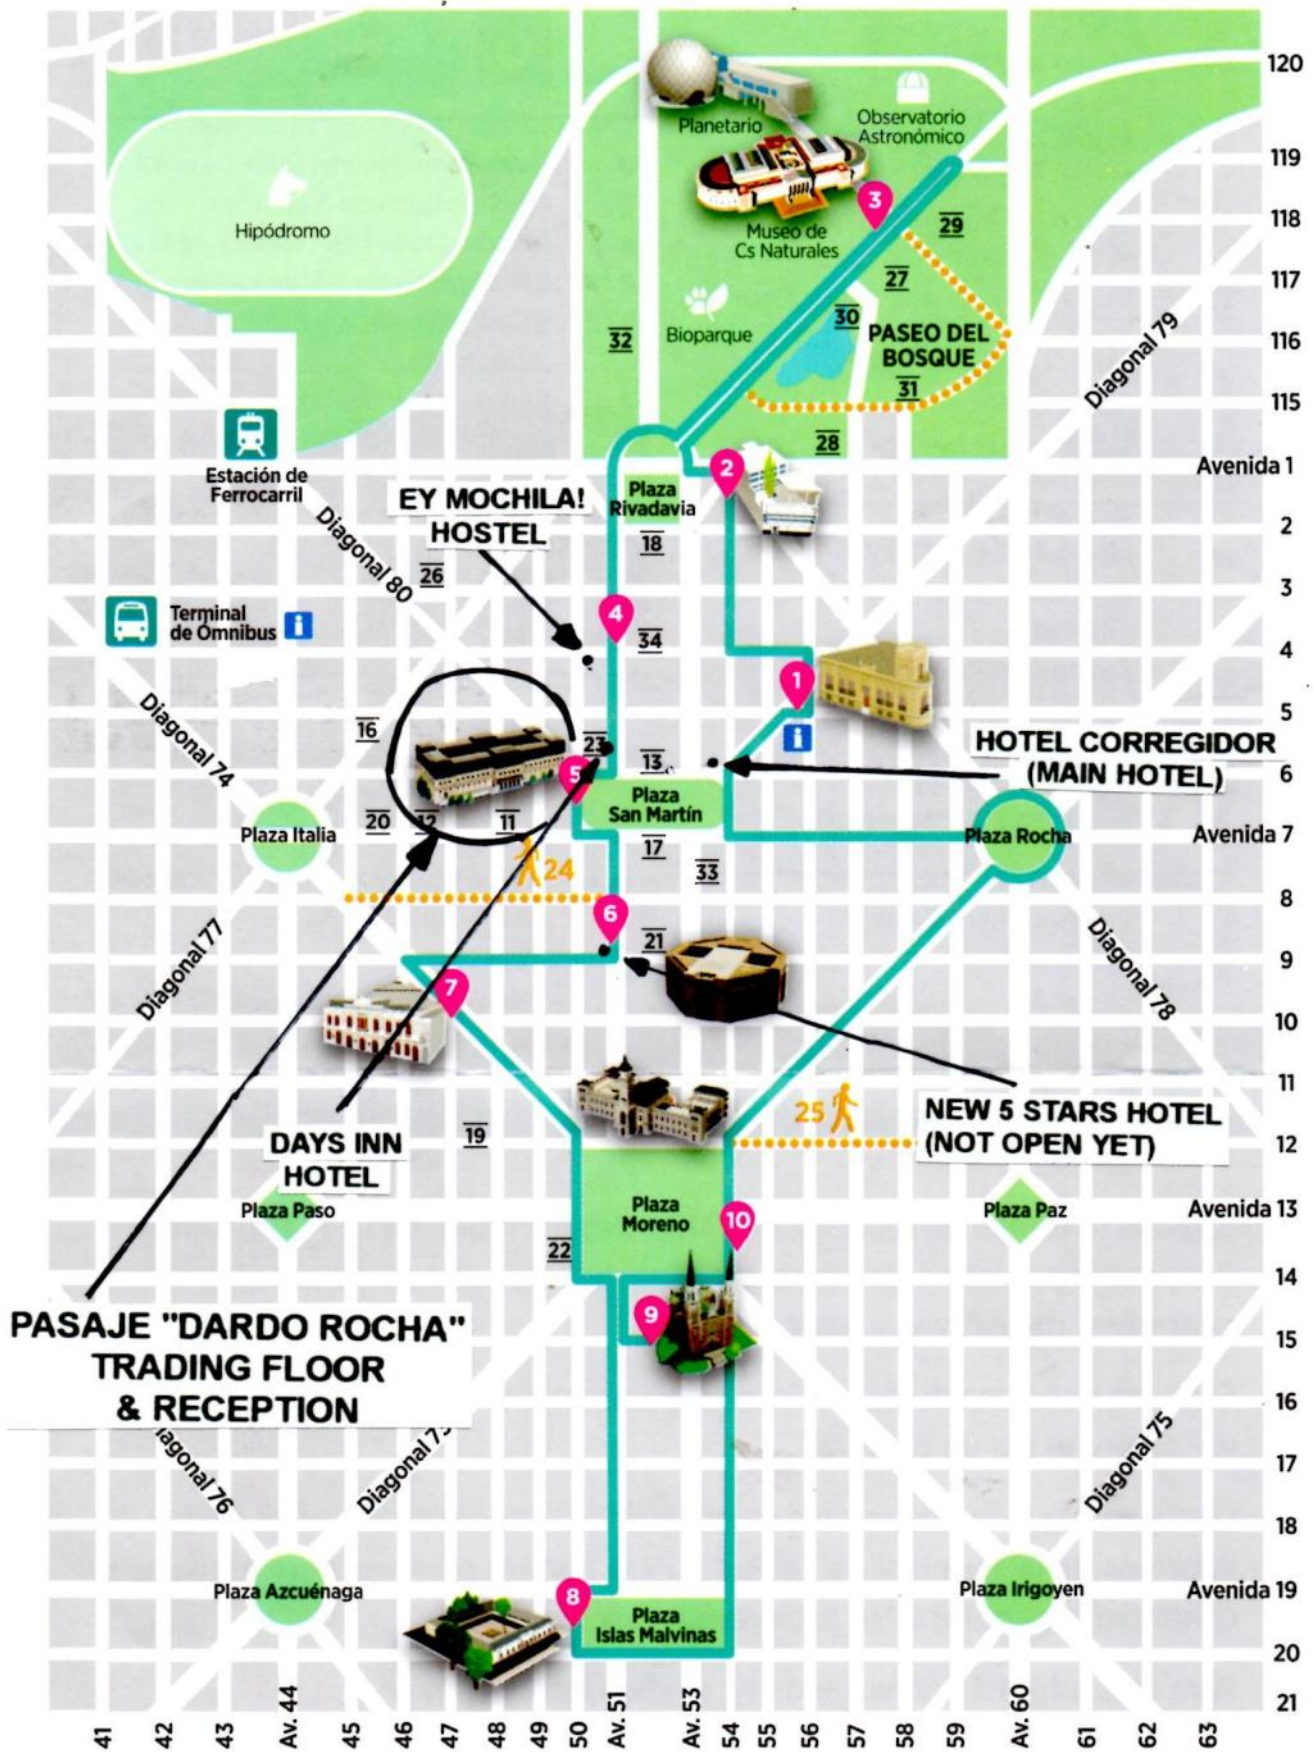 120
Planetario
Observatorio
Astronómico
119
3
118
29
Hipódromo
Museo de
Cs Naturales
27
117
30
32
Bioparque
PASEO DEL
BOSQUE
116
Diagonal 79
31
115
28
Estación de
Ferrocarril
2
Avenida 1
EY MOCHILA!
HOSTEL
Plaza
Rivadavia
2
Diagonal 80
18
26
3
Terminal
de Ómnibus
i
4
34
4
1
Diagonal 74
16
23
5
i
HOTEL CORREGIDOR
(MAIN HOTEL)
13
6
5
Plaza
San Martín
20
12
11
Plaza Italia
Plaza Rocha
Avenida 7
17
24
33
8
6
Diagonal 77
21
Diagonal 78
9
7
10
11
25
NEW 5 STARS HOTEL
(NOT OPEN YET)
DAYS INN
HOTEL
19
12
Plaza Paso
Plaza
Moreno
10
Plaza Paz
Avenida 13
22
14
PASAJE "DARDO ROCHA"
TRADING FLOOR
& RECEPTION
9
15
16
iagonal 76
Diagonal 73
Diagonal 75
17
18
Plaza Azcuénaga
8
Plaza Irigoyen
Avenida 19
Plaza
Islas Malvinas
20
21
41
42
43
Av. 44
45
46
47
48
49
50
Av. 51
Av. 53
54
55
56
57
58
59
Av. 60
61
62
63